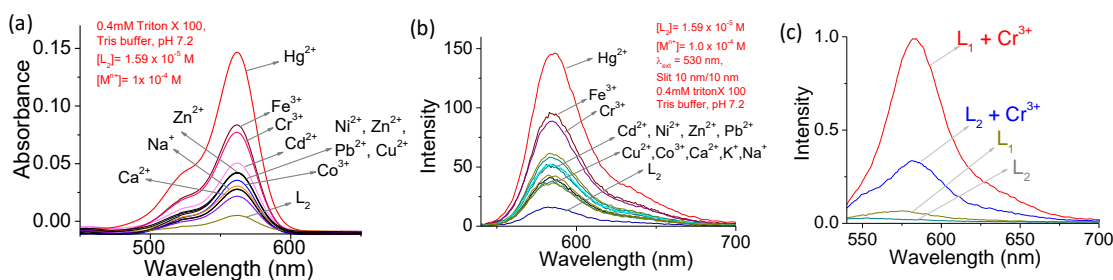 (a)
0.4mM Triton X 100,
Tris buffer, pH 7.2
[L₂]= 1.59 x 10⁻⁵ M
[Mⁿ⁺]= 1x 10⁻⁴ M
Hg²⁺
Zn²⁺
Fe³⁺
Cr³⁺
Ni²⁺, Zn²⁺,
Na⁺
Cd²⁺
Pb²⁺, Cu²⁺
Ca²⁺
Co³⁺
L₂
Absorbance
0.15
0.10
0.05
0.00
500
600
Wavelength (nm)
(b)
[L₂] = 1.59 x 10⁻⁵ M
[Mⁿ⁺] = 1.0 x 10⁻⁴ M
λₑₓₜ = 530 nm,
Slit 10 nm/10 nm
0.4mM tritonX 100
Tris buffer, pH 7.2
Hg²⁺
Fe³⁺
Cr³⁺
Cd²⁺, Ni²⁺, Zn²⁺, Pb²⁺
Cu²⁺,Co³⁺,Ca²⁺,K⁺,Na⁺
L₂
Intensity
150
100
50
0
600
700
Wavelength (nm)
(c)
L₁ + Cr³⁺
L₂ + Cr³⁺
L₁
L₂
Intensity
1.0
0.5
0.0
550
600
650
700
Wavelength (nm)